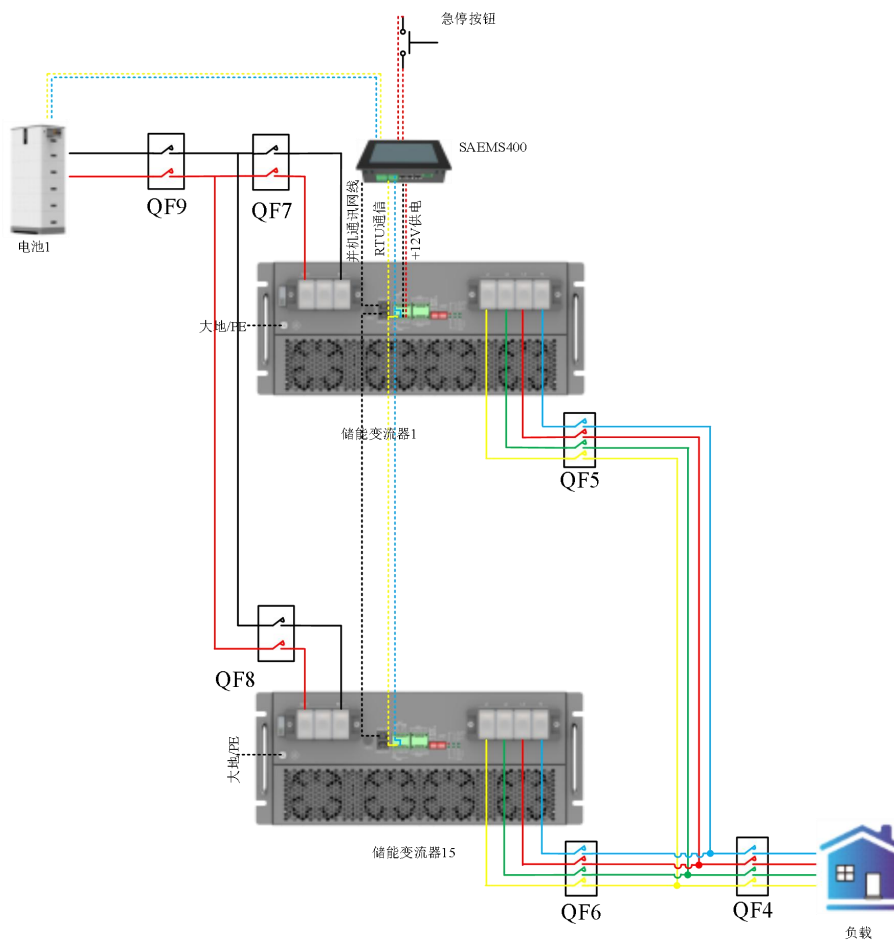 急停按钮
SAEMS400
QF9
QF7
并机通讯网线
RTU通信
+12V供电
电池1
大地/PE
储能变流器1
QF5
QF8
大地/PE
储能变流器15
QF6
QF4
负载